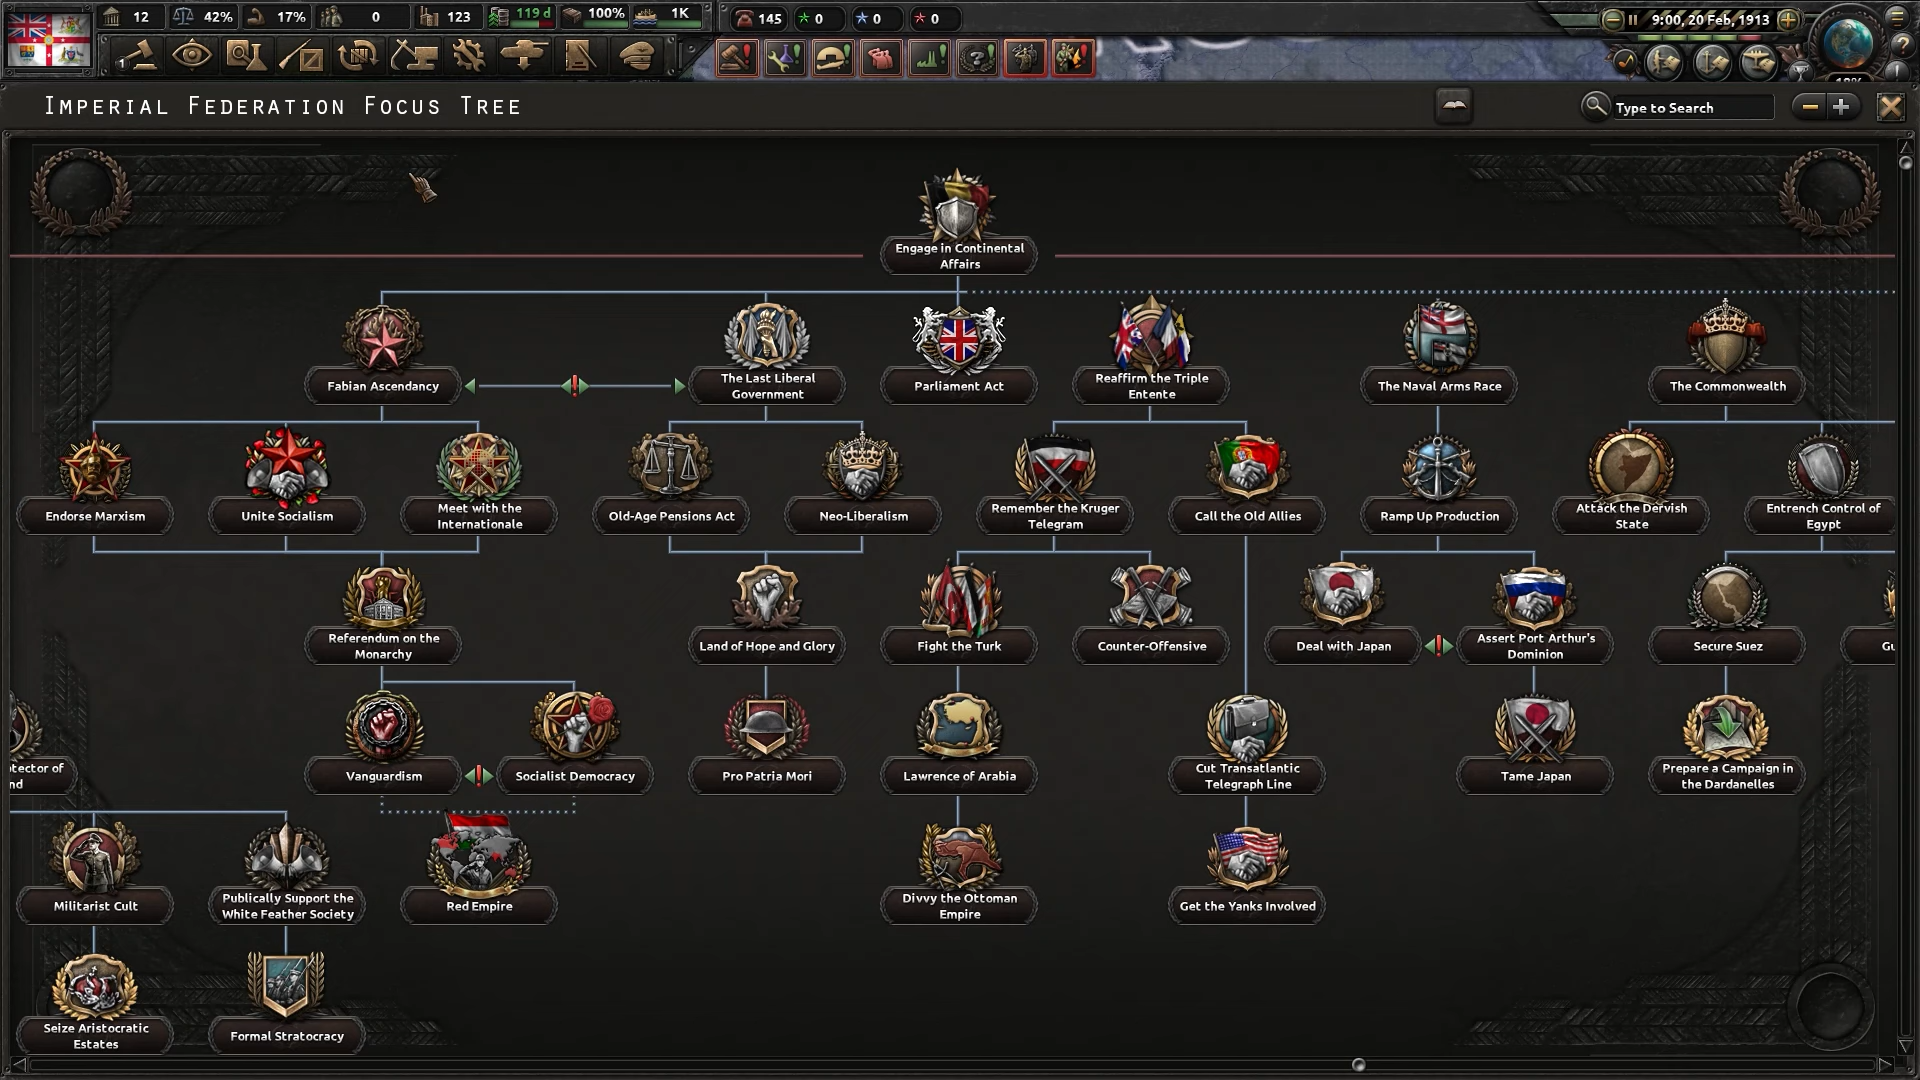 12
42%
17%
0
123
119 d
100%
1K
145
0
0
0
9:00, 20 Feb, 1913
1
Imperial Federation Focus Tree
Type to Search
Engage in Continental
Affairs
Fabian Ascendancy
The Last Liberal
Government
Parliament Act
Reaffirm the Triple
Entente
The Naval Arms Race
The Commonwealth
Endorse Marxism
Unite Socialism
Meet with the
Internationale
Old-Age Pensions Act
Neo-Liberalism
Remember the Kruger
Telegram
Call the Old Allies
Ramp Up Production
Attack the Dervish
State
Entrench Control of
Egypt
Referendum on the
Monarchy
Land of Hope and Glory
Fight the Turk
Counter-Offensive
Deal with Japan
Assert Port Arthur's
Dominion
Secure Suez
Gu
tector of
nd
Vanguardism
Socialist Democracy
Pro Patria Mori
Lawrence of Arabia
Cut Transatlantic
Telegraph Line
Tame Japan
Prepare a Campaign in
the Dardanelles
Militarist Cult
Publically Support the
White Feather Society
Red Empire
Divvy the Ottoman
Empire
Get the Yanks Involved
Seize Aristocratic
Estates
Formal Stratocracy